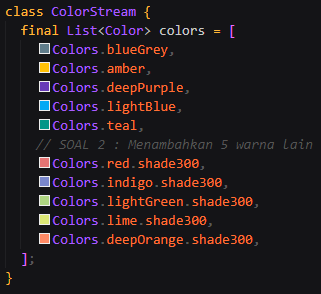 class ColorStream {
final List<Color> colors = [
Colors.blueGrey,
Colors.amber,
Colors.deepPurple,
Colors.lightBlue,
Colors.teal,
// SOAL 2 : Menambahkan 5 warna lain
Colors.red.shade300,
Colors.indigo.shade300,
Colors.lightGreen.shade300,
Colors.lime.shade300,
Colors.deepOrange.shade300,
];
}